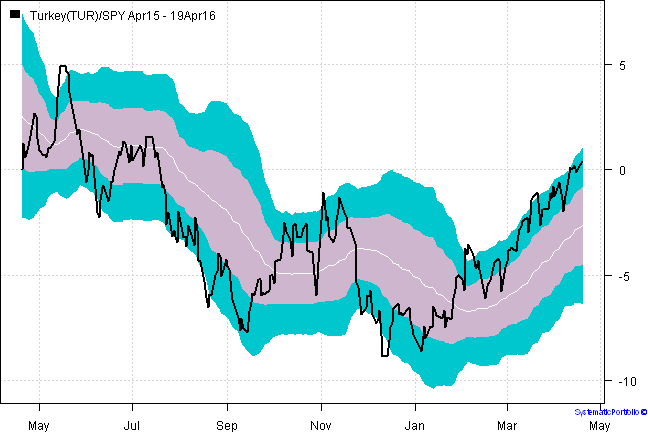 Turkey(TUR)/SPY Apr15 - 19Apr16
5
0
-5
-10
May Jul Sep Nov Jan Mar May
SystematicPortfolio ©